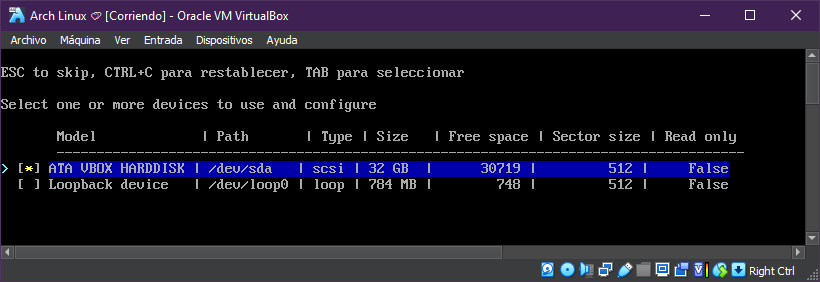 Arch Linux [Corriendo] - Oracle VM VirtualBox
Archivo Máquina Ver Entrada Dispositivos Ayuda
ESC to skip, CTRL+C para restablecer, TAB para seleccionar
Select one or more devices to use and configure
Model | Path | Type | Size | Free space | Sector size | Read only
> [*] ATA VBOX HARDDISK | /dev/sda | scsi | 32 GB | 30719 | 512 | False
[ ] Loopback device | /dev/loop0 | loop | 784 MB | 748 | 512 | False
Right Ctrl